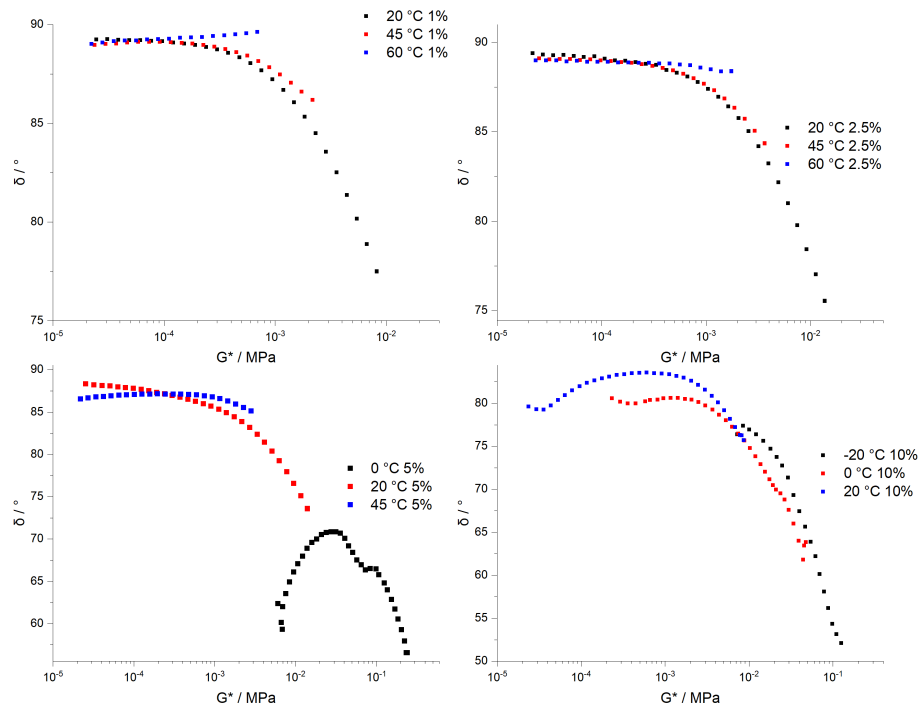 90
85
80
75
δ / °
10⁻⁵
10⁻⁴
10⁻³
10⁻²
G* / MPa
20 °C 1%
45 °C 1%
60 °C 1%
90
85
80
75
δ / °
10⁻⁵
10⁻⁴
10⁻³
10⁻²
G* / MPa
20 °C 2.5%
45 °C 2.5%
60 °C 2.5%
90
85
80
75
70
65
60
δ / °
10⁻⁵
10⁻⁴
10⁻³
10⁻²
10⁻¹
G* / MPa
0 °C 5%
20 °C 5%
45 °C 5%
80
75
70
65
60
55
50
δ / °
10⁻⁵
10⁻⁴
10⁻³
10⁻²
10⁻¹
G* / MPa
-20 °C 10%
0 °C 10%
20 °C 10%